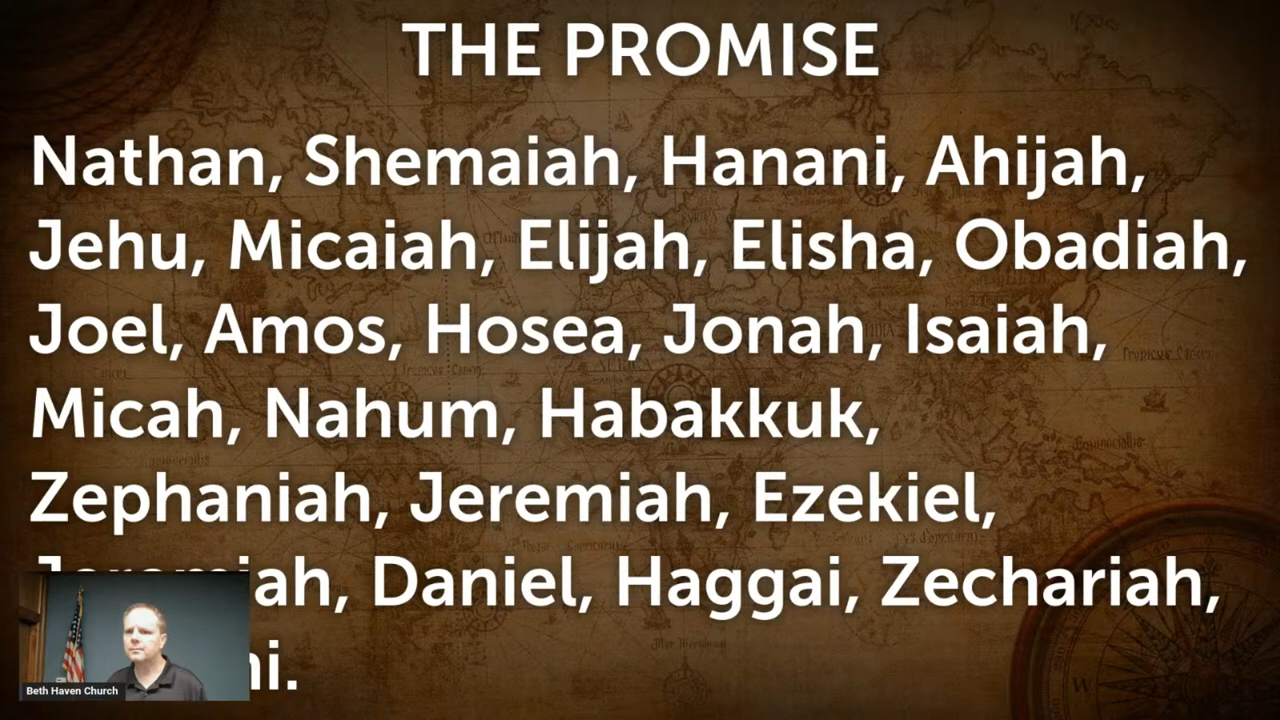 THE PROMISE
Nathan, Shemaiah, Hanani, Ahijah,
Jehu, Micaiah, Elijah, Elisha, Obadiah,
Joel, Amos, Hosea, Jonah, Isaiah,
Micah, Nahum, Habakkuk,
Zephaniah, Jeremiah, Ezekiel,
Jeremiah, Daniel, Haggai, Zechariah,
Beth Haven Church